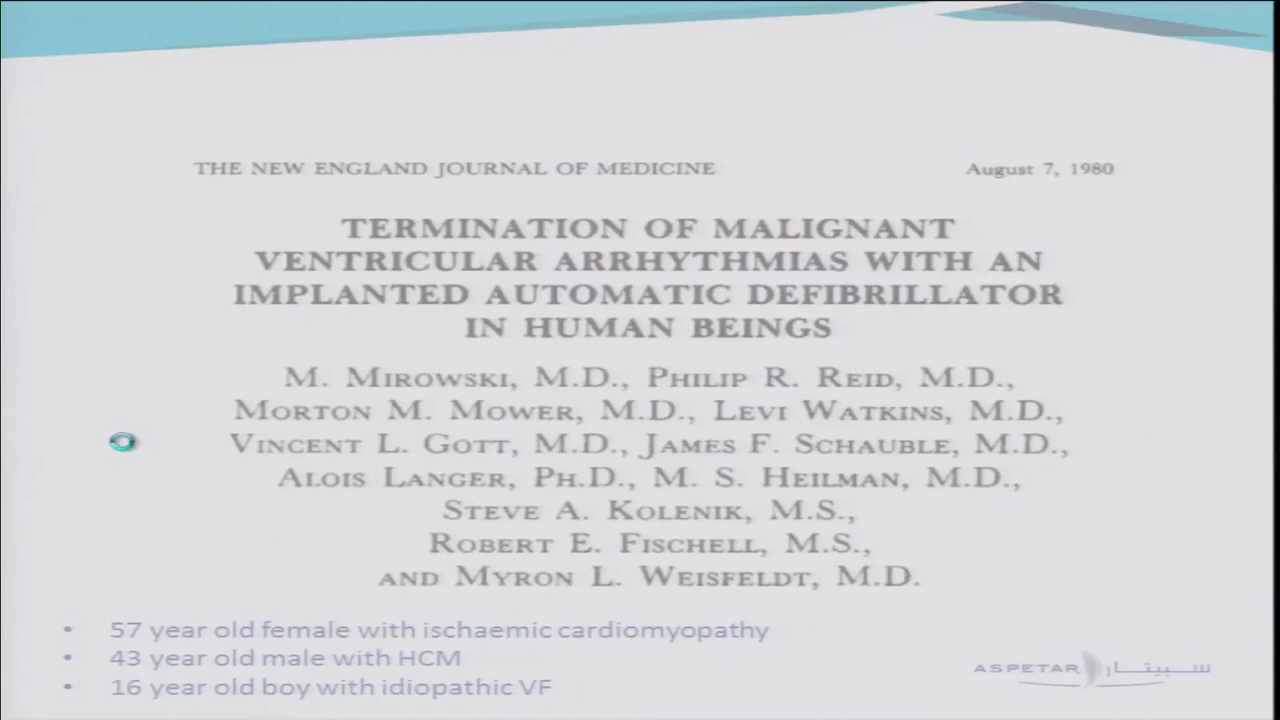 THE NEW ENGLAND JOURNAL OF MEDICINE August 7, 1980
TERMINATION OF MALIGNANT
VENTRICULAR ARRHYTHMIAS WITH AN
IMPLANTED AUTOMATIC DEFIBRILLATOR
IN HUMAN BEINGS
M. MIROWSKI, M.D., PHILIP R. REID, M.D.,
MORTON M. MOWER, M.D., LEVI WATKINS, M.D.,
VINCENT L. GOTT, M.D., JAMES F. SCHAUBLE, M.D.,
ALOIS LANGER, PH.D., M. S. HEILMAN, M.D.,
STEVE A. KOLENIK, M.S.,
ROBERT E. FISCHELL, M.S.,
AND MYRON L. WEISFELDT, M.D.
• 57 year old female with ischaemic cardiomyopathy
• 43 year old male with HCM
• 16 year old boy with idiopathic VF
ASPETAR سبيتار